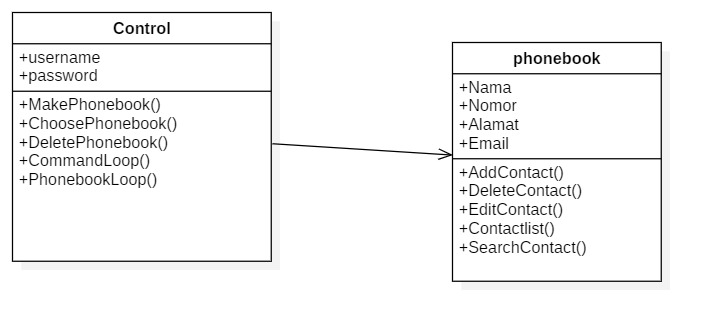 Control
+username
+password
+MakePhonebook()
+ChoosePhonebook()
+DeletePhonebook()
+CommandLoop()
+PhonebookLoop()
phonebook
+Nama
+Nomor
+Alamat
+Email
+AddContact()
+DeleteContact()
+EditContact()
+Contactlist()
+SearchContact()